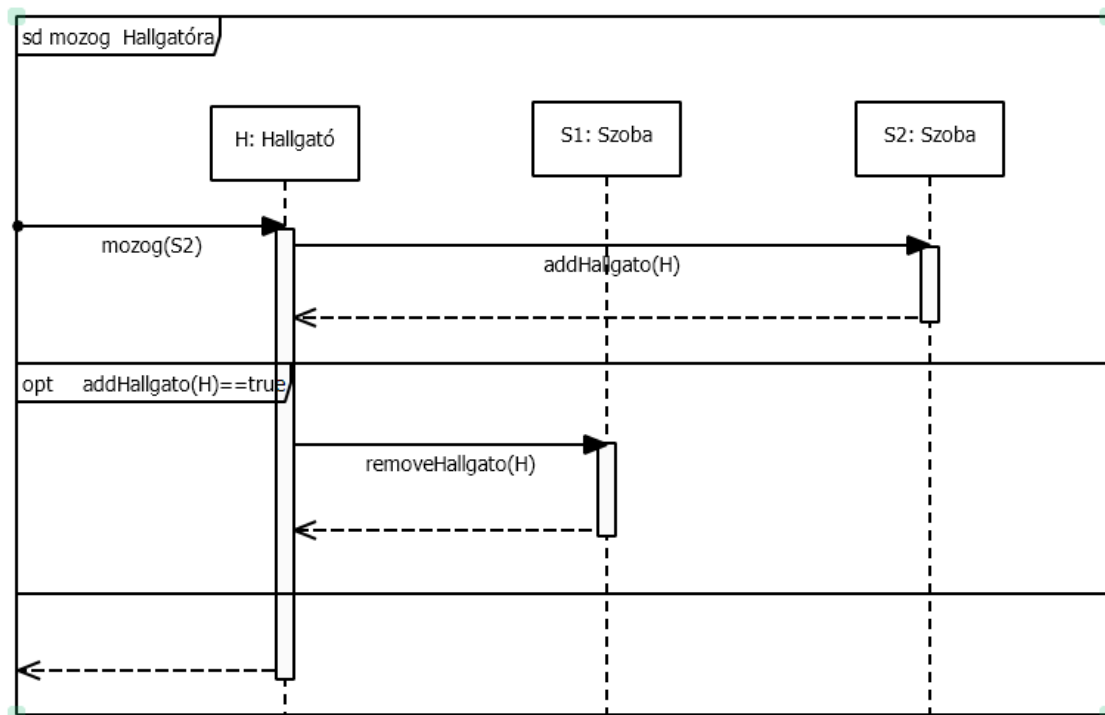 sd mozog Hallgatóra
H: Hallgató
S1: Szoba
S2: Szoba
mozog(S2)
addHallgato(H)
opt addHallgato(H)==true
removeHallgato(H)